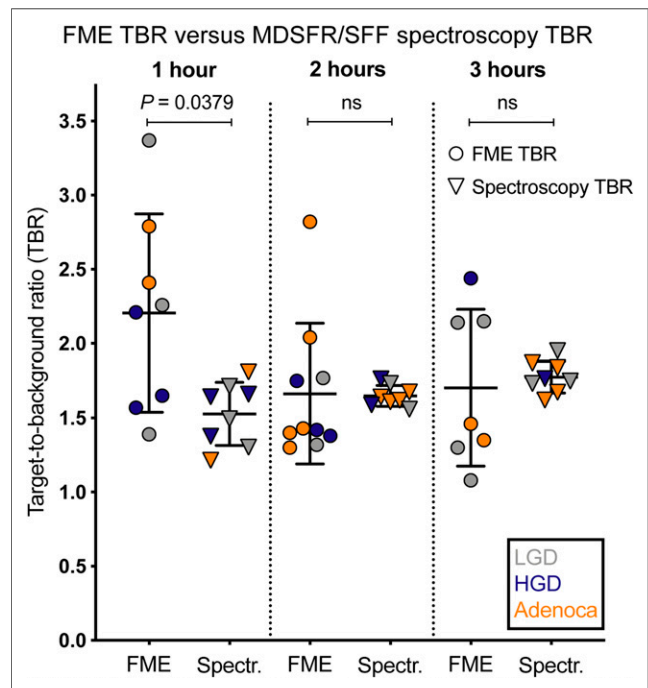 FME TBR versus MDSFR/SFF spectroscopy TBR
1 hour 2 hours 3 hours
P = 0.0379 ns ns
FME TBR
Spectroscopy TBR
Target-to-background ratio (TBR)
3.5
3.0
2.5
2.0
1.5
1.0
0.5
0.0
LGD
HGD
Adenoca
FME Spectr. FME Spectr. FME Spectr.